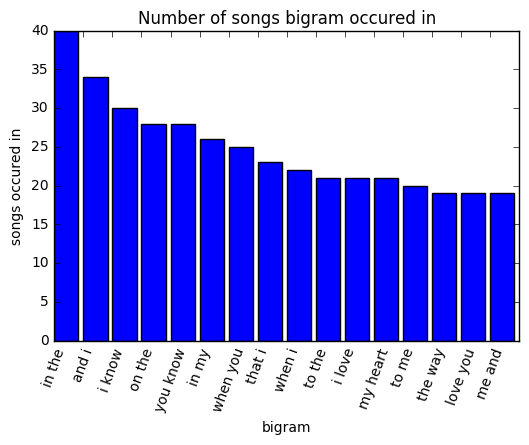 Number of songs bigram occured in
songs occured in
40
35
30
25
20
15
10
5
0
in the
and i
i know
on the
you know
in my
when you
that i
when i
to the
i love
my heart
to me
the way
love you
me and
bigram